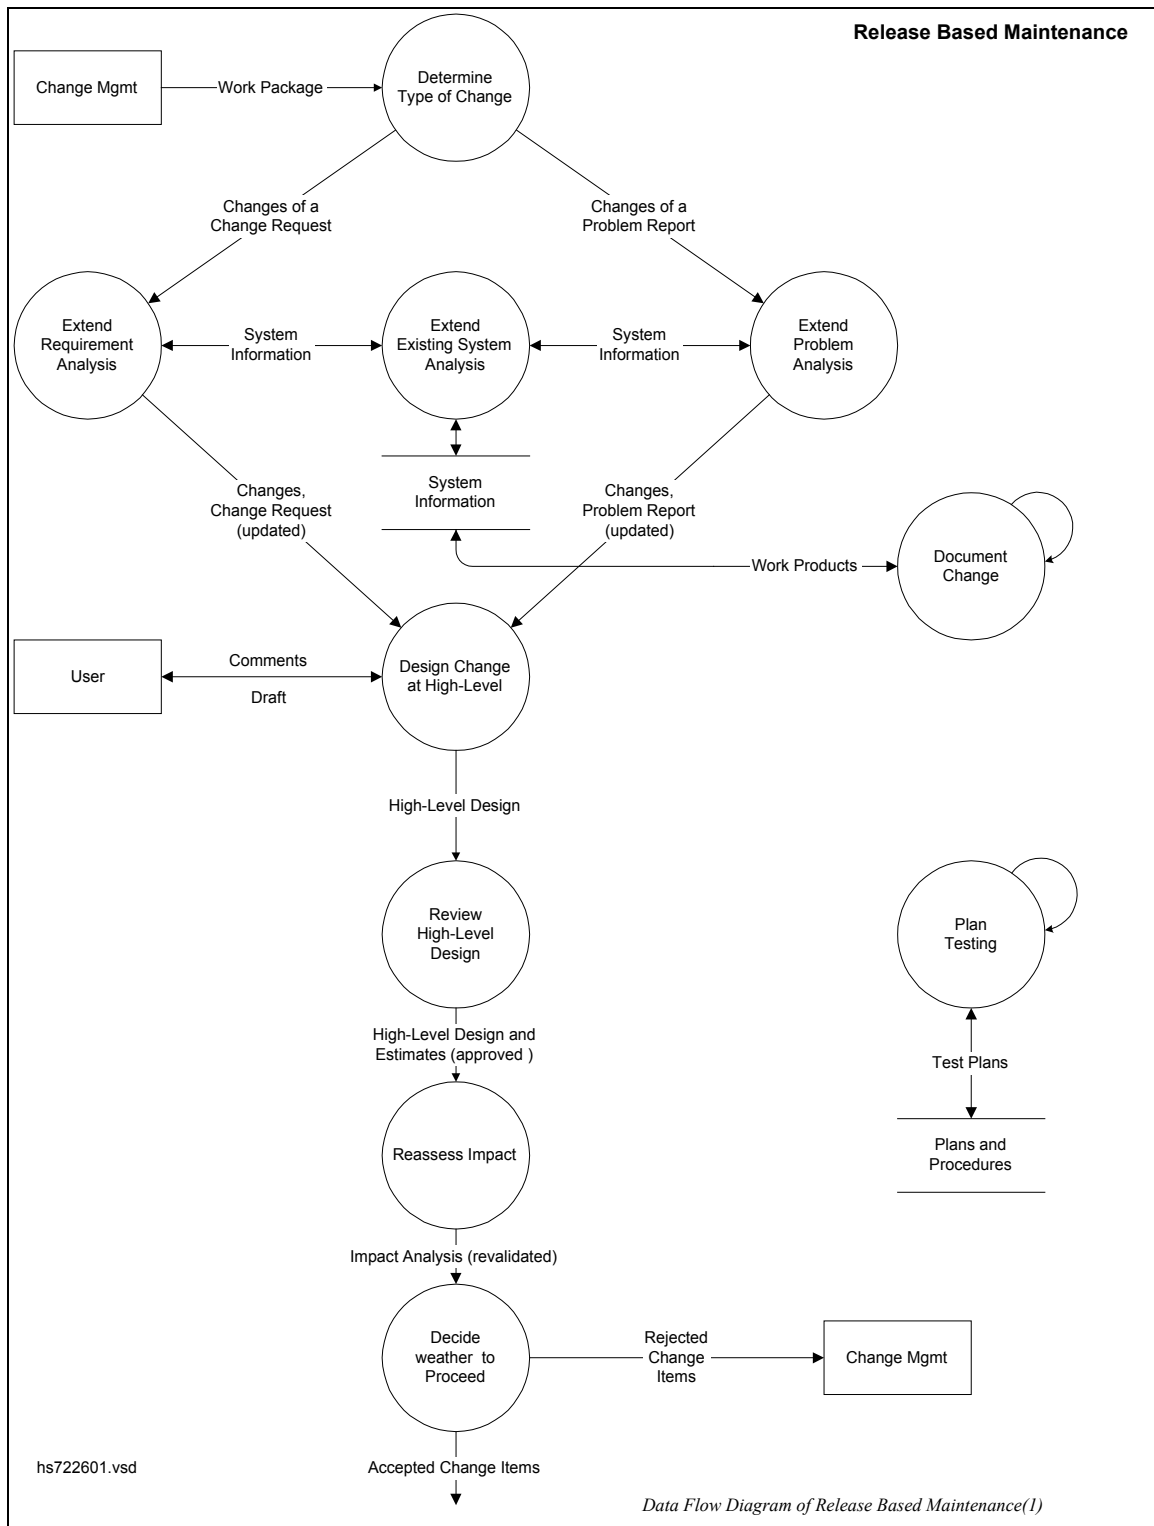 Release Based Maintenance
Change Mgmt
Work Package
Determine
Type of Change
Changes of a
Change Request
Changes of a
Problem Report
Extend
Requirement
Analysis
System
Information
Extend
Existing System
Analysis
System
Information
Extend
Problem
Analysis
System
Information
Changes,
Change Request
(updated)
Changes,
Problem Report
(updated)
Work Products
Document
Change
User
Comments
Draft
Design Change
at High-Level
High-Level Design
Review
High-Level
Design
Plan
Testing
High-Level Design and
Estimates (approved )
Test Plans
Reassess Impact
Plans and
Procedures
Impact Analysis (revalidated)
Decide
weather to
Proceed
Rejected
Change
Items
Change Mgmt
hs722601.vsd
Accepted Change Items
Data Flow Diagram of Release Based Maintenance(1)